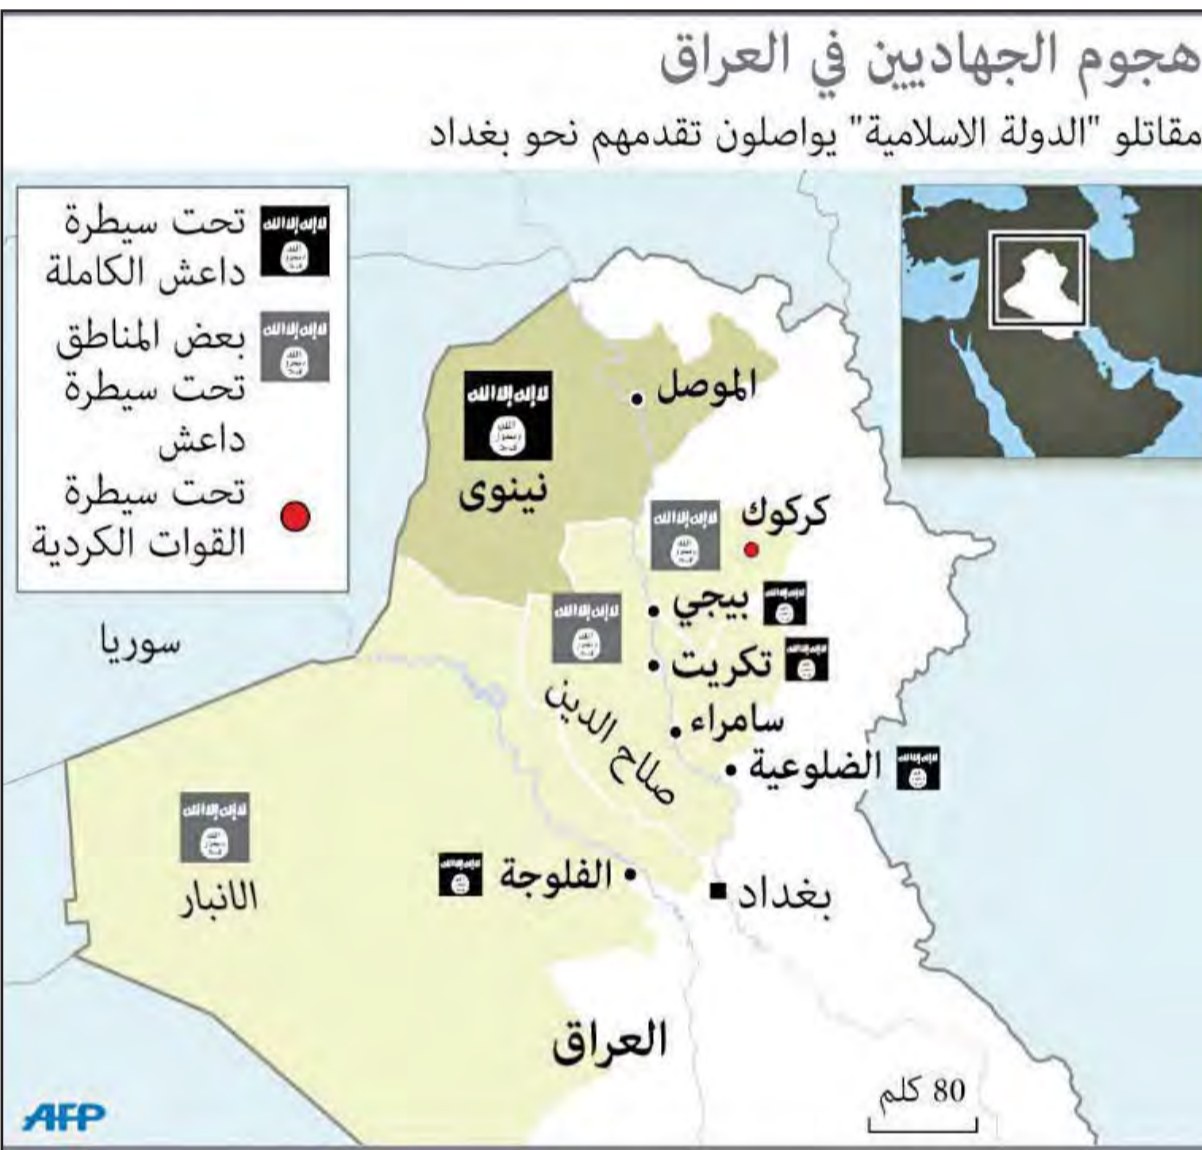 هجوم الجهاديين في العراق
مقاتلو "الدولة الاسلامية" يواصلون تقدمهم نحو بغداد
تحت سيطرة
داعش الكاملة
بعض المناطق
تحت سيطرة
داعش
تحت سيطرة
القوات الكردية
الموصل
نينوى
كركوك
بيجي
تكريت
سامراء
الضلوعية
صلاح الدين
سوريا
الانبار
الفلوجة
بغداد
العراق
80 كلم
AFP